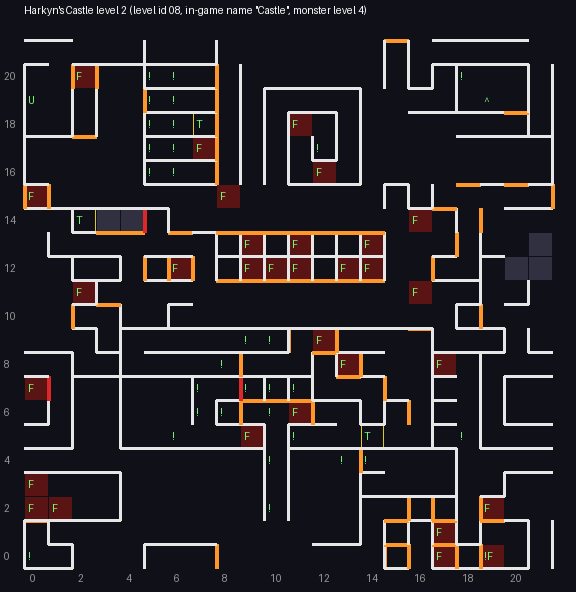 Harkyn's Castle level 2 (level id 08, in-game name "Castle", monster level 4)
20 F ! ! !
U ! ! ^
18 ! ! T F
! ! F !
16 ! ! F
F F
14 T F
F F F
12 F F F F F F
F F
10
! ! F
8 ! F F
F ! ! ! !
6 ! ! ! F
! F ! T !
4 ! ! !
F
2 F F ! F
F
0 ! F !F
0 2 4 6 8 10 12 14 16 18 20